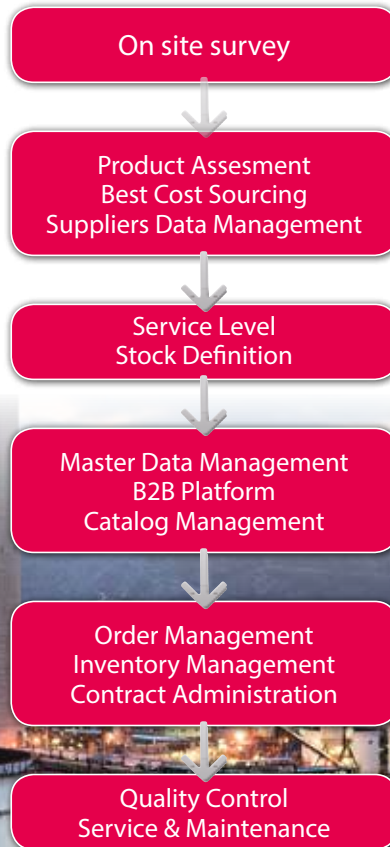 On site survey
Product Assesment
Best Cost Sourcing
Suppliers Data Management
Service Level
Stock Definition
Master Data Management
B2B Platform
Catalog Management
Order Management
Inventory Management
Contract Administration
Quality Control
Service & Maintenance